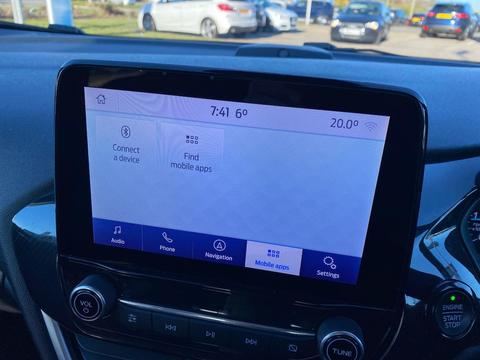 7:41 6° 20.0°
Connect
a device
Find
mobile apps
Audio Phone Navigation Mobile apps Settings
VOL TUNE
ENGINE
START
STOP